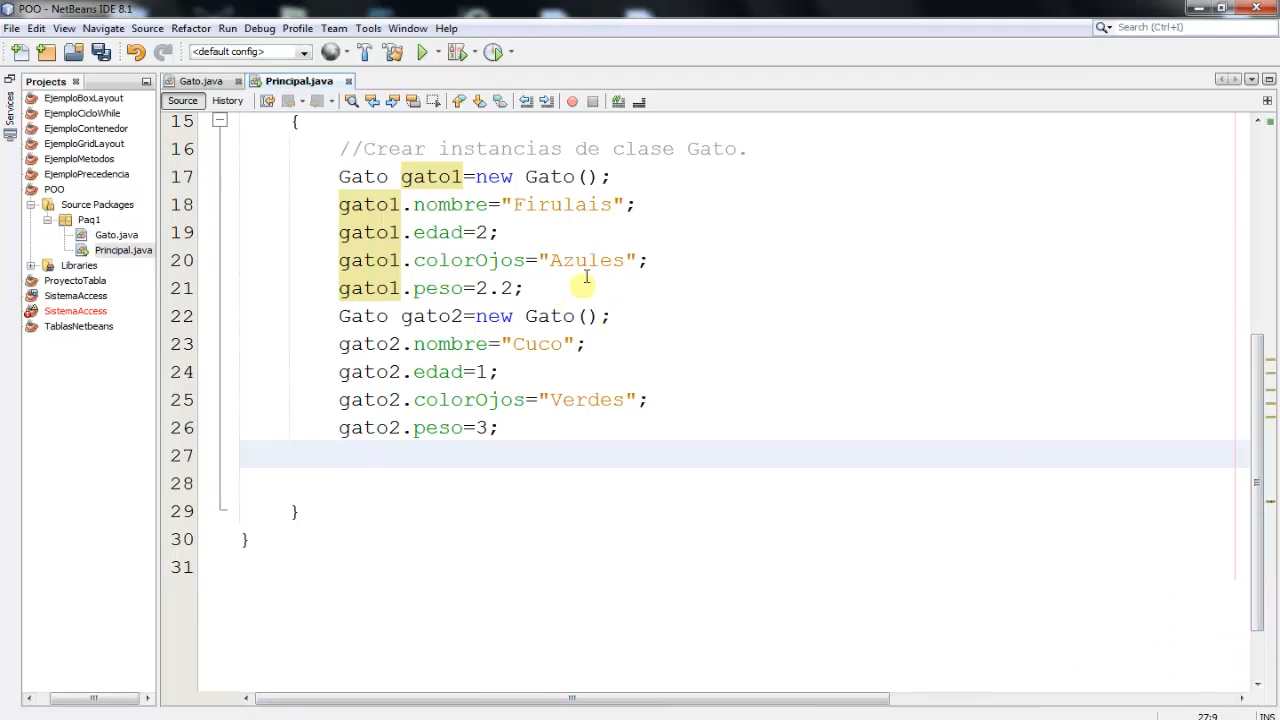 POO - NetBeans IDE 8.1
File Edit View Navigate Source Refactor Run Debug Profile Team Tools Window Help
Search (Ctrl+I)
<default config>
Projects
Gato.java
Principal.java
Services
Source
History
EjemploBoxLayout
EjemploCicloWhile
EjemploContenedor
EjemploGridLayout
EjemploMetodos
EjemploPrecedencia
POO
Source Packages
Paq1
Gato.java
Principal.java
Libraries
ProyectoTabla
SistemaAccess
SistemaAccess
TablasNetbeans
15 {
16 //Crear instancias de clase Gato.
17 Gato gato1=new Gato();
18 gato1.nombre="Firulais";
19 gato1.edad=2;
20 gato1.colorOjos="Azules";
21 gato1.peso=2.2;
22 Gato gato2=new Gato();
23 gato2.nombre="Cuco";
24 gato2.edad=1;
25 gato2.colorOjos="Verdes";
26 gato2.peso=3;
27
28
29 }
30 }
31
27:9
INS